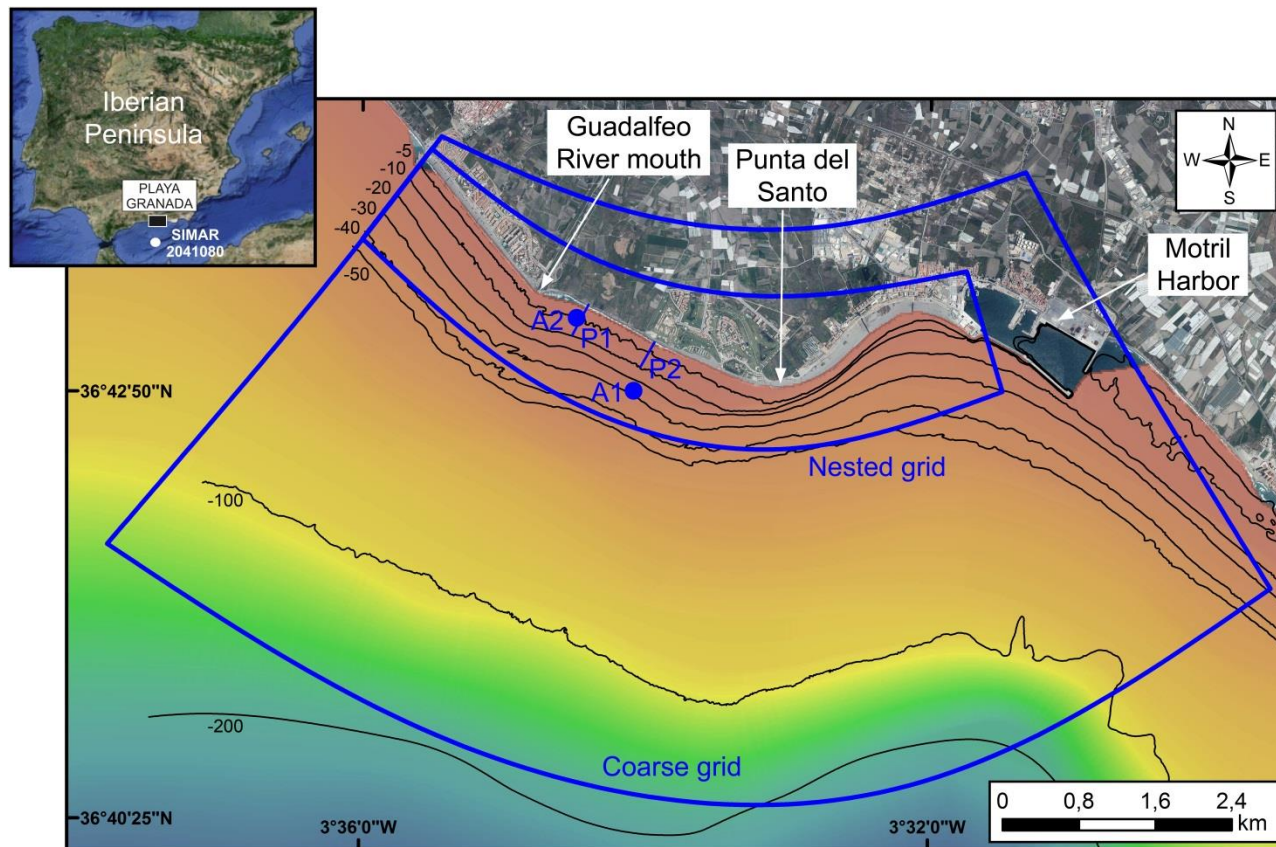 Iberian
Peninsula
PLAYA
GRANADA
SIMAR
2041080
Guadalfeo
River mouth
Punta del
Santo
Motril
Harbor
N
W E
S
-5
-10
-20
-30
-40
-50
A2
P1
P2
A1
36°42'50"N
Nested grid
-100
-200
Coarse grid
36°40'25"N
3°36'0"W
3°32'0"W
0 0,8 1,6 2,4
km